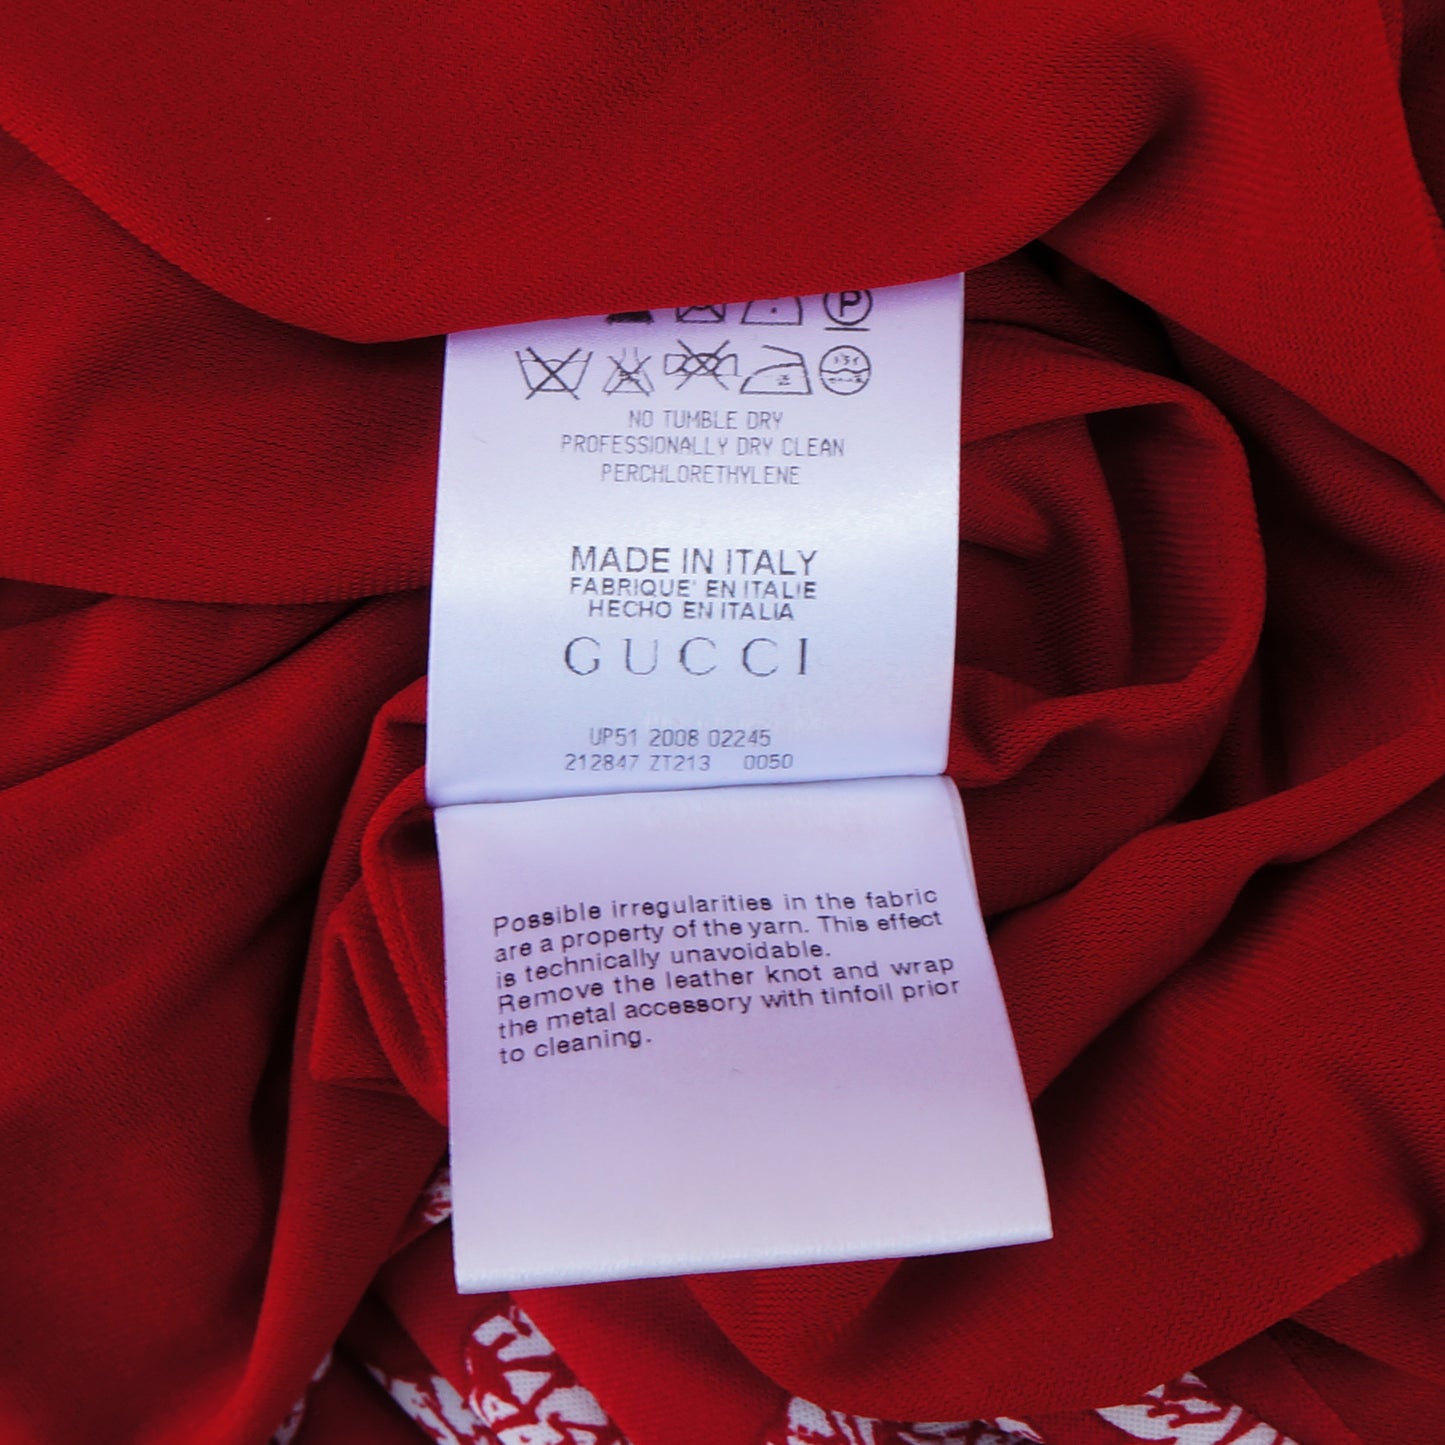 P
NO TUMBLE DRY
PROFESSIONALLY DRY CLEAN
PERCHLORETHYLENE
MADE IN ITALY
FABRIQUE' EN ITALIE
HECHO EN ITALIA
GUCCI
UP51 2008 02245
212847 ZT213 0050
Possible irregularities in the fabric
are a property of the yarn. This effect
is technically unavoidable.
Remove the leather knot and wrap
the metal accessory with tinfoil prior
to cleaning.